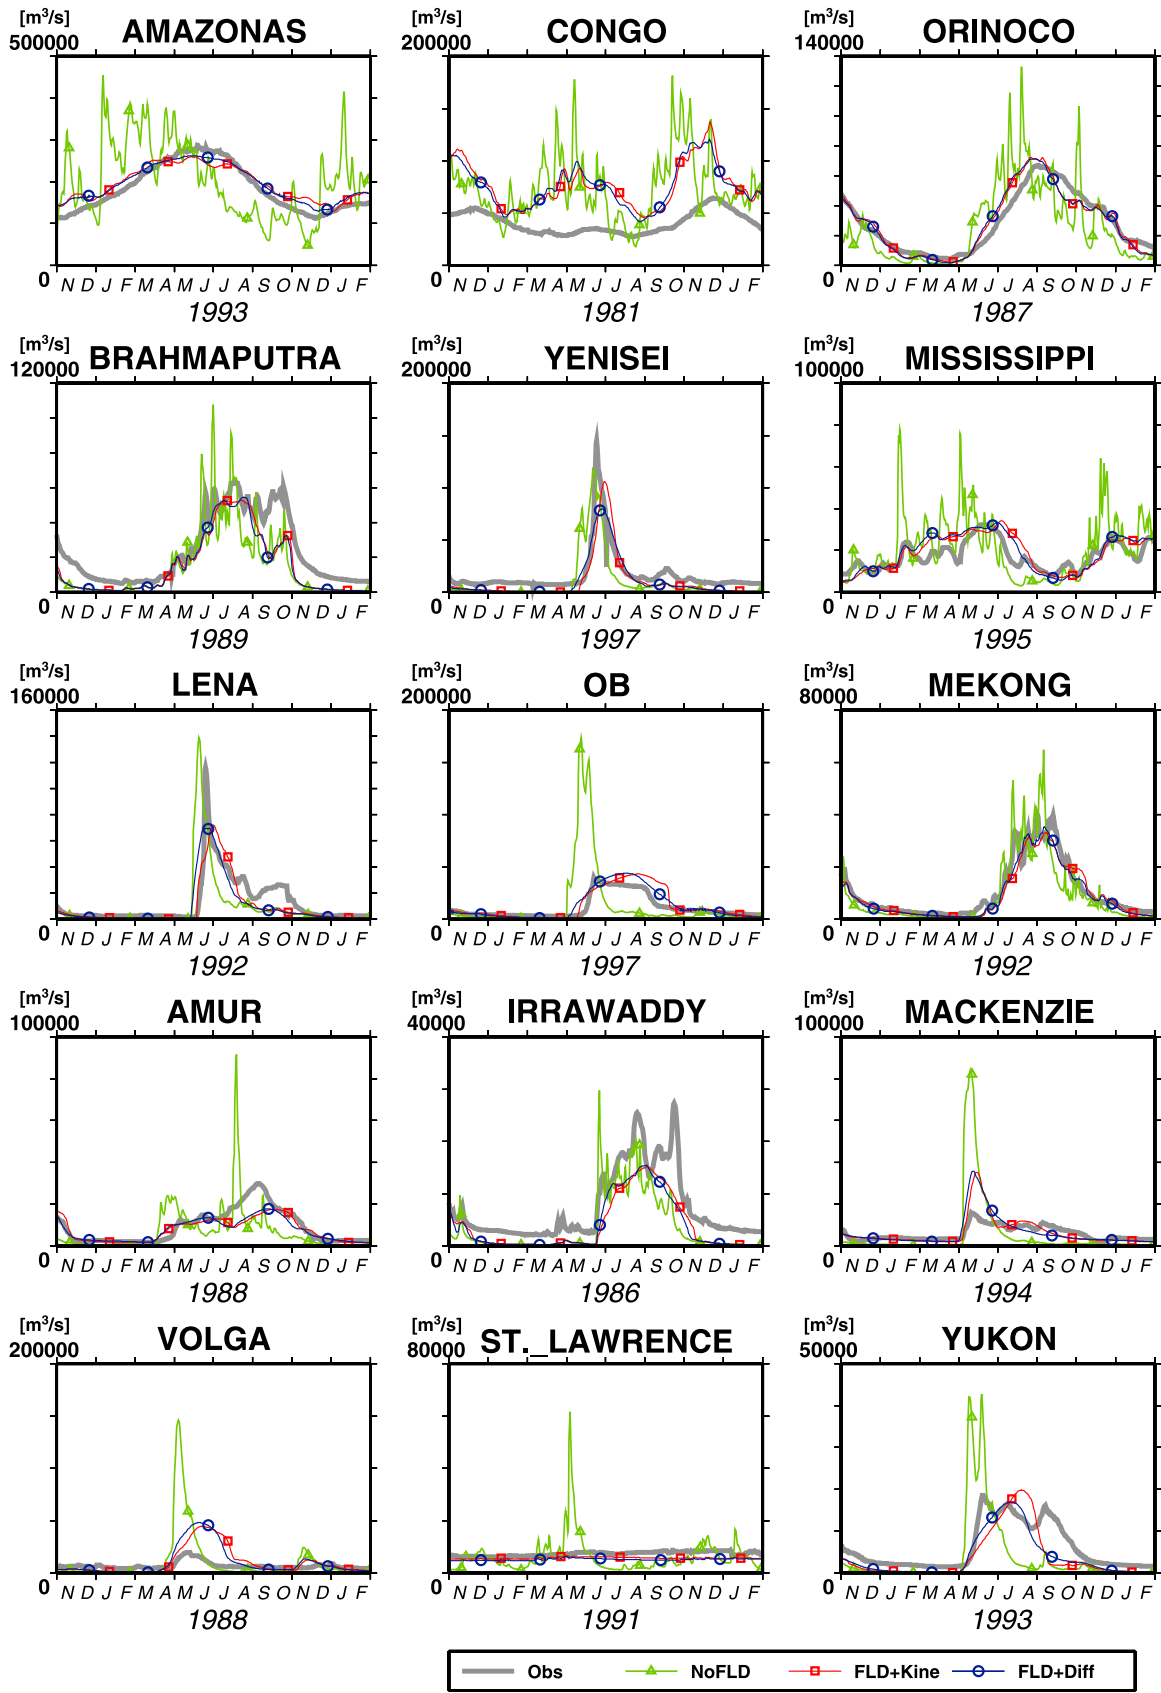 [m³/s] [m³/s] [m³/s]
AMAZONAS CONGO ORINOCO
500000 200000 140000
0 0 0
N D J F M A M J J A S O N D J F N D J F M A M J J A S O N D J F N D J F M A M J J A S O N D J F
1993 1981 1987
[m³/s] [m³/s] [m³/s]
BRAHMAPUTRA YENISEI MISSISSIPPI
120000 200000 100000
0 0 0
N D J F M A M J J A S O N D J F N D J F M A M J J A S O N D J F N D J F M A M J J A S O N D J F
1989 1997 1995
[m³/s] [m³/s] [m³/s]
LENA OB MEKONG
160000 200000 80000
0 0 0
N D J F M A M J J A S O N D J F N D J F M A M J J A S O N D J F N D J F M A M J J A S O N D J F
1992 1997 1992
[m³/s] [m³/s] [m³/s]
AMUR IRRAWADDY MACKENZIE
100000 40000 100000
0 0 0
N D J F M A M J J A S O N D J F N D J F M A M J J A S O N D J F N D J F M A M J J A S O N D J F
1988 1986 1994
[m³/s] [m³/s] [m³/s]
VOLGA ST._LAWRENCE YUKON
200000 80000 50000
0 0 0
N D J F M A M J J A S O N D J F N D J F M A M J J A S O N D J F N D J F M A M J J A S O N D J F
1988 1991 1993
Obs NoFLD FLD+Kine FLD+Diff